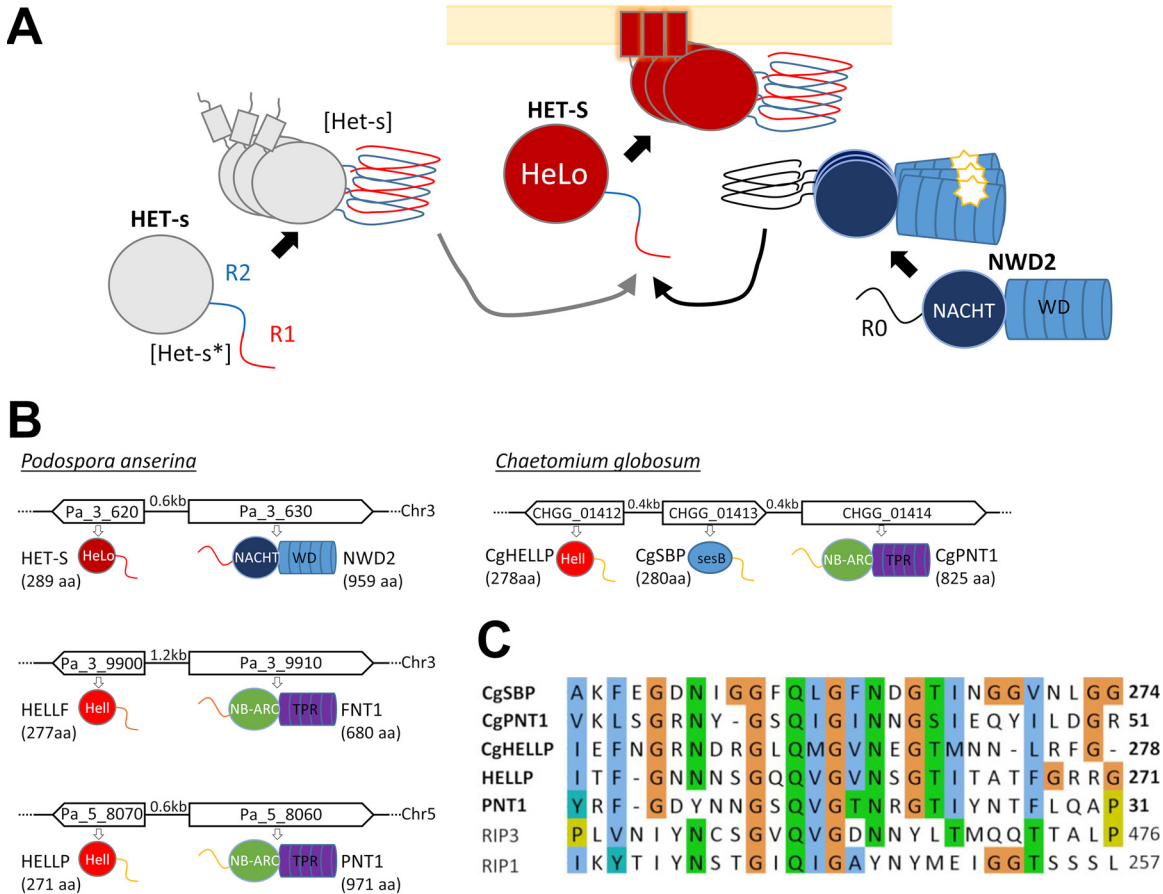 A
HET-S
[Het-s]
HeLo
HET-s
R2
R1
[Het-s*]
NWD2
NACHT
WD
R0
B
Podospora anserina
Pa_3_620 0.6kb Pa_3_630 Chr3
HET-S
(289 aa)
HeLo
NACHT WD
NWD2
(959 aa)
Pa_3_9900 1.2kb Pa_3_9910 Chr3
HELLF
(277aa)
Hell
NB-ARC TPR
FNT1
(680 aa)
Pa_5_8070 0.6kb Pa_5_8060 Chr5
HELLP
(271 aa)
Hell
NB-ARC TPR
PNT1
(971 aa)
Chaetomium globosum
CHGG_01412 0.4kb CHGG_01413 0.4kb CHGG_01414
CgHELLP
(278aa)
Hell
CgSBP
(280aa)
sesB
NB-ARC TPR
CgPNT1
(825 aa)
C
CgSBP A K F E G D N I G G F Q L G F N D G T I N G G V N L G G 274
CgPNT1 V K L S G R N Y - G S Q I G I N N G S I E Q Y I L D G R 51
CgHELLP I E F N G R N D R G L Q M G V N E G T M N N - L R F G - 278
HELLP I T F - G N N N S G Q Q V G V N S G T I T A T F G R R G 271
PNT1 Y R F - G D Y N N G S Q V G T N R G T I Y N T F L Q A P 31
RIP3 P L V N I Y N C S G V Q V G D N N Y L T M Q Q T T A L P 476
RIP1 I K Y T I Y N S T G I Q I G A Y N Y M E I G G T S S S L 257